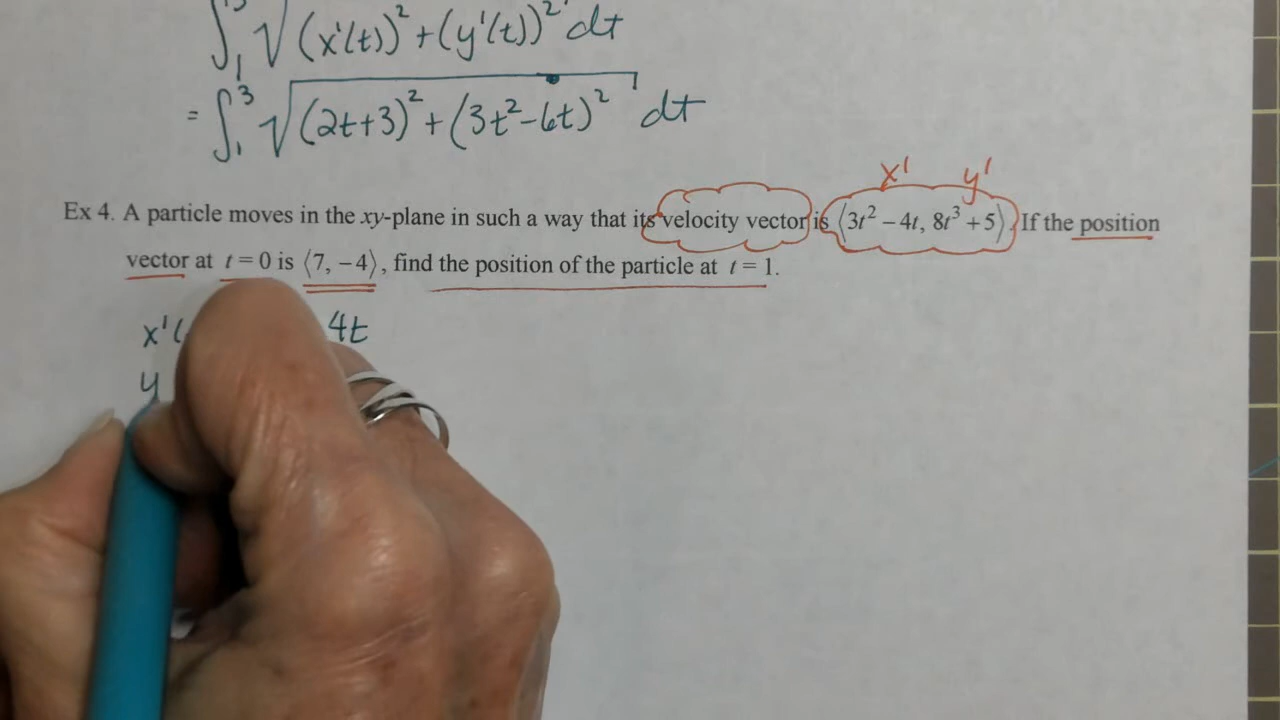 ∫₁ √(x'(t))² + (y'(t))² dt
= ∫₁³ √(2t+3)² + (3t²-6t)² dt
x' y'
Ex 4. A particle moves in the xy-plane in such a way that its velocity vector is ⟨3t² – 4t, 8t³ + 5⟩. If the position
vector at t = 0 is ⟨7, –4⟩, find the position of the particle at t = 1.
x'( 4t
y